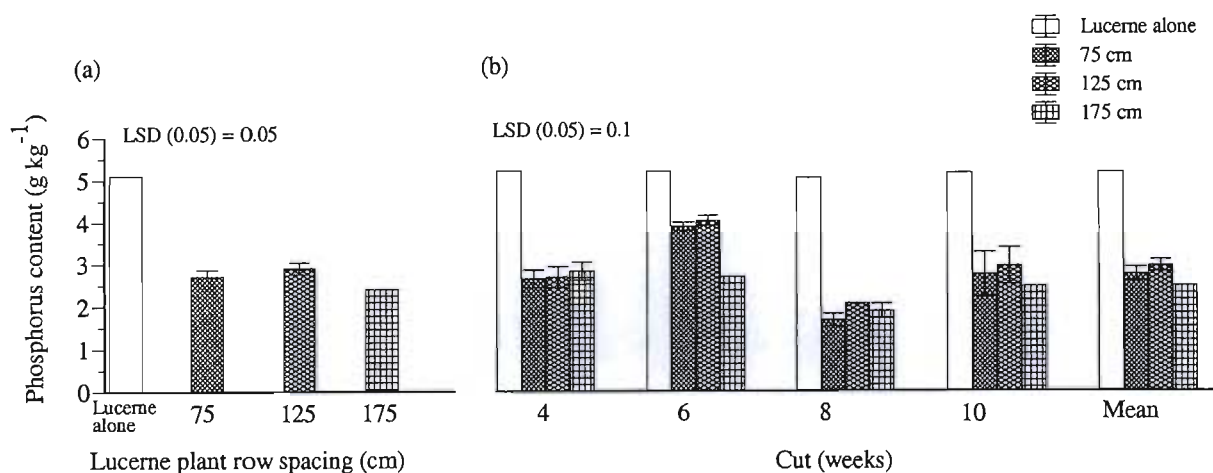 Lucerne alone
75 cm
125 cm
175 cm
(a)
(b)
LSD (0.05) = 0.05
LSD (0.05) = 0.1
Phosphorus content (g kg⁻¹)
6
5
4
3
2
1
0
Lucerne alone
75
125
175
4
6
8
10
Mean
Lucerne plant row spacing (cm)
Cut (weeks)